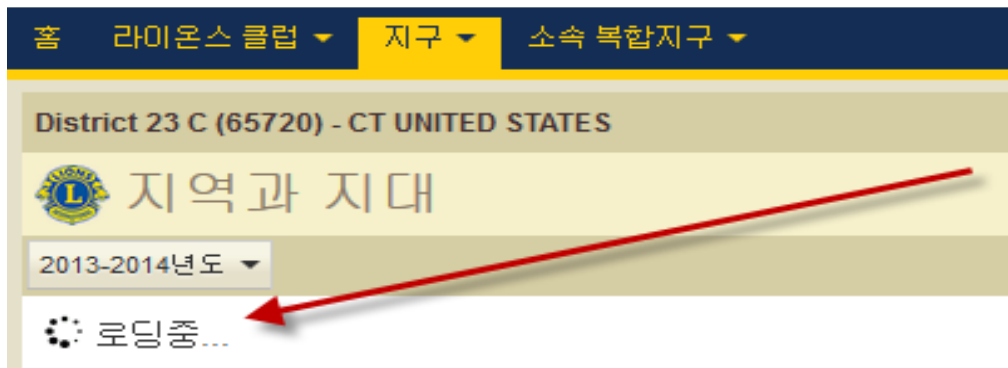 홈 라이온스 클럽 지구 소속 복합지구
District 23 C (65720) - CT UNITED STATES
L 지역과 지대
2013-2014년도
로딩중...